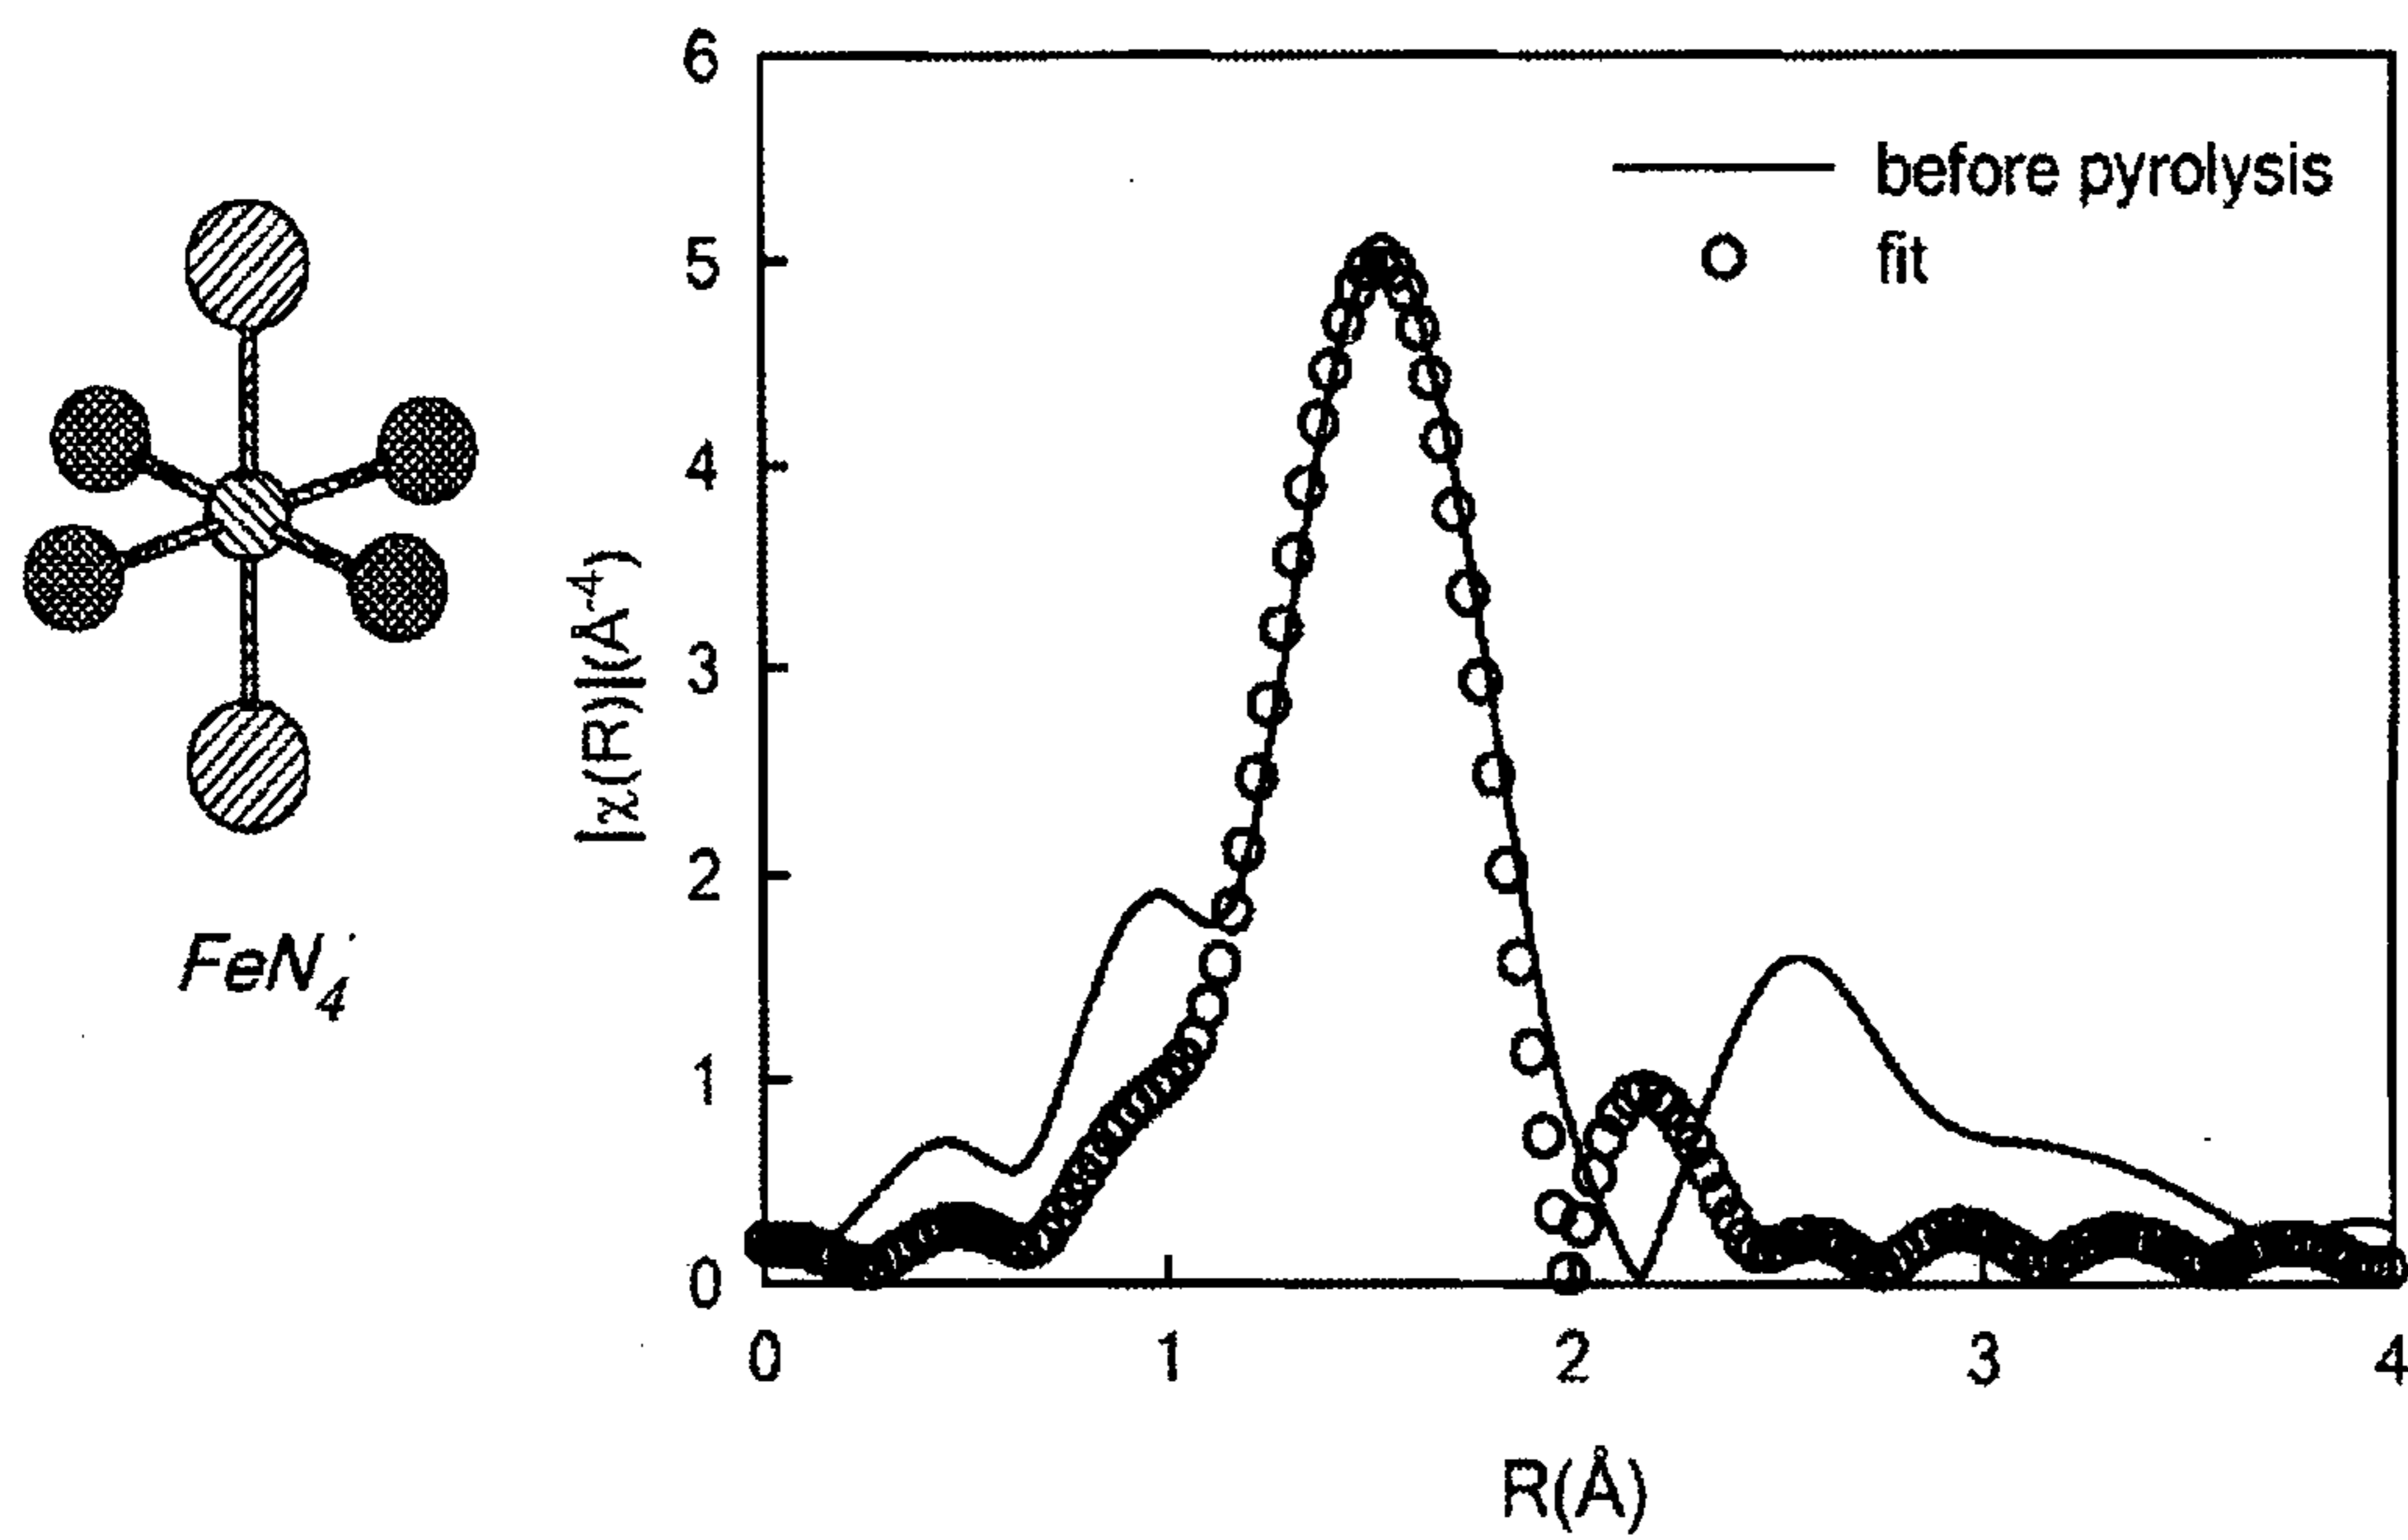 FeN4
|χ(R)|(Å-4)
6
5
4
3
2
1
0
before pyrolysis
fit
0 1 2 3 4
R(Å)